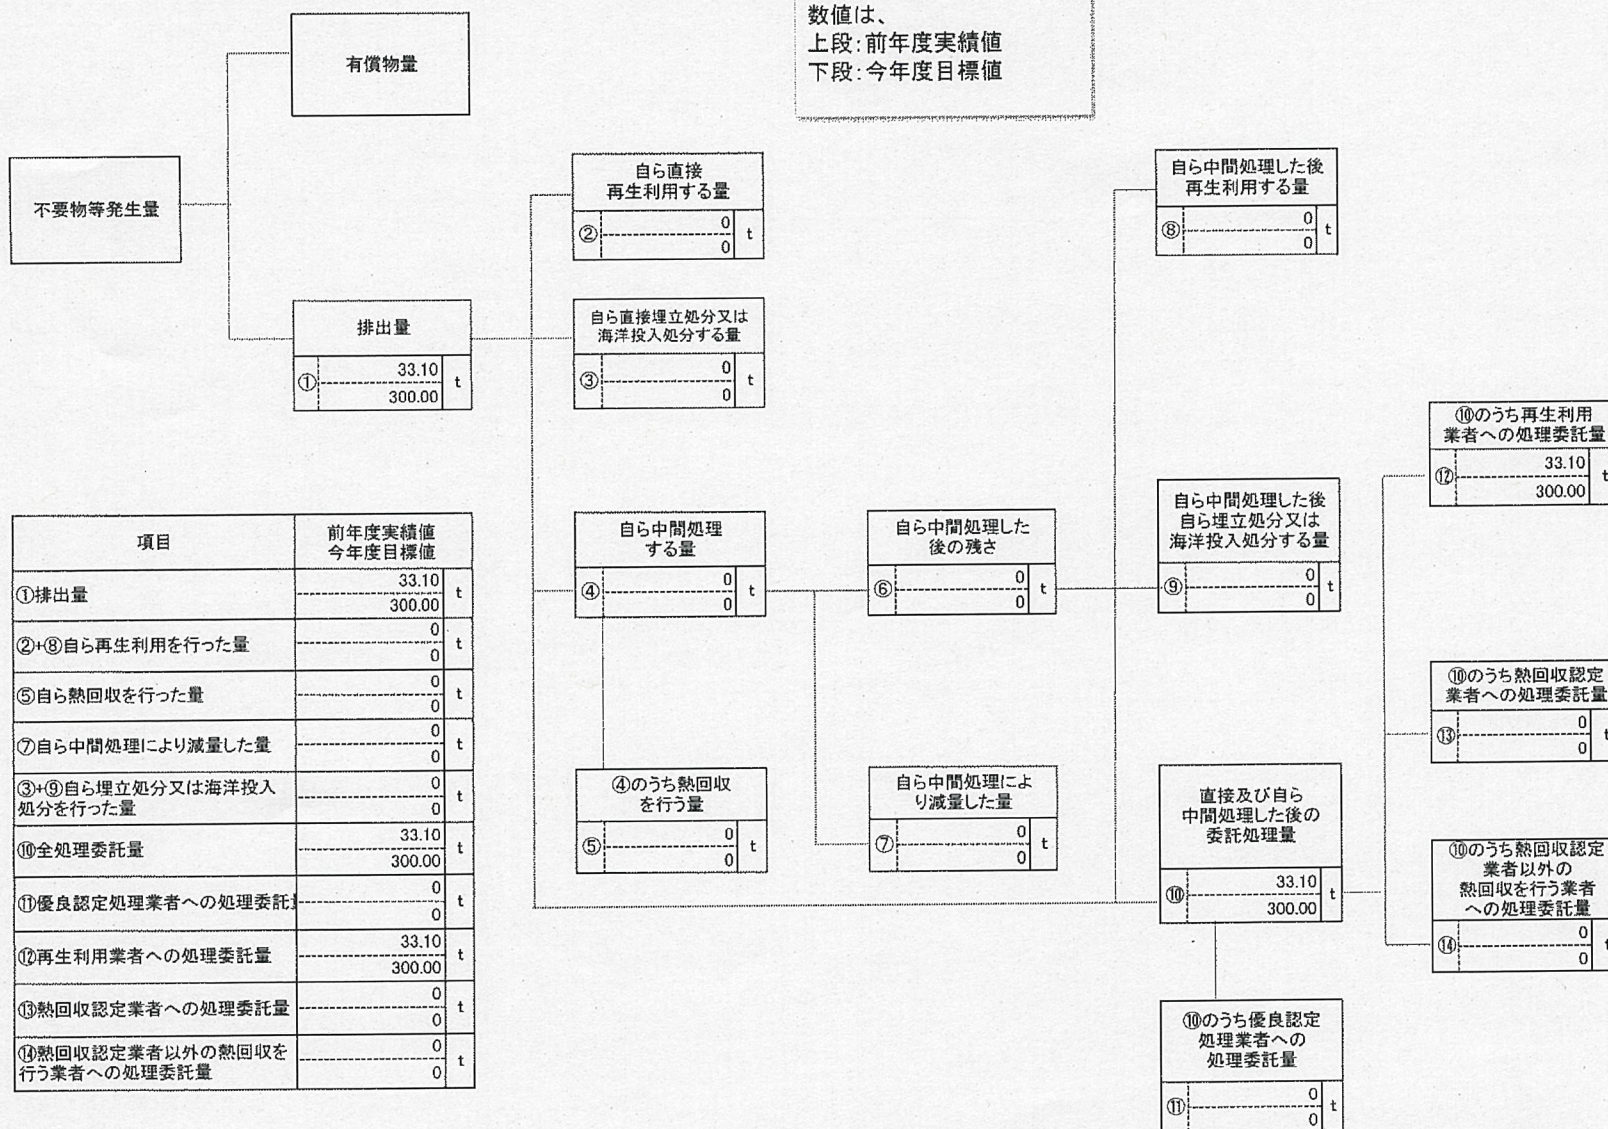 数値は、
上段:前年度実績値
下段:今年度目標値
有償物量
不要物等発生量
排出量
①
33.10
300.00
t
自ら直接
再生利用する量
②
0
0
t
自ら直接埋立処分又は
海洋投入処分する量
③
0
0
t
自ら中間処理
する量
④
0
0
t
④のうち熱回収
を行う量
⑤
0
0
t
自ら中間処理した
後の残さ
⑥
0
0
t
自ら中間処理によ
り減量した量
⑦
0
0
t
自ら中間処理した後
再生利用する量
⑧
0
0
t
自ら中間処理した後
自ら埋立処分又は
海洋投入処分する量
⑨
0
0
t
直接及び自ら
中間処理した後の
委託処理量
⑩
33.10
300.00
t
⑩のうち優良認定
処理業者への
処理委託量
⑪
0
0
t
⑩のうち再生利用
業者への処理委託量
⑫
33.10
300.00
t
⑩のうち熱回収認定
業者への処理委託量
⑬
0
0
t
⑩のうち熱回収認定
業者以外の
熱回収を行う業者
への処理委託量
⑭
0
0
t
項目
前年度実績値
今年度目標値
①排出量
33.10
300.00
t
②+⑧自ら再生利用を行った量
0
0
t
⑤自ら熱回収を行った量
0
0
t
⑦自ら中間処理により減量した量
0
0
t
③+⑨自ら埋立処分又は海洋投入
処分を行った量
0
0
t
⑩全処理委託量
33.10
300.00
t
⑪優良認定処理業者への処理委託
0
0
t
⑫再生利用業者への処理委託量
33.10
300.00
t
⑬熱回収認定業者への処理委託量
0
0
t
⑭熱回収認定業者以外の熱回収を
行う業者への処理委託量
0
0
t